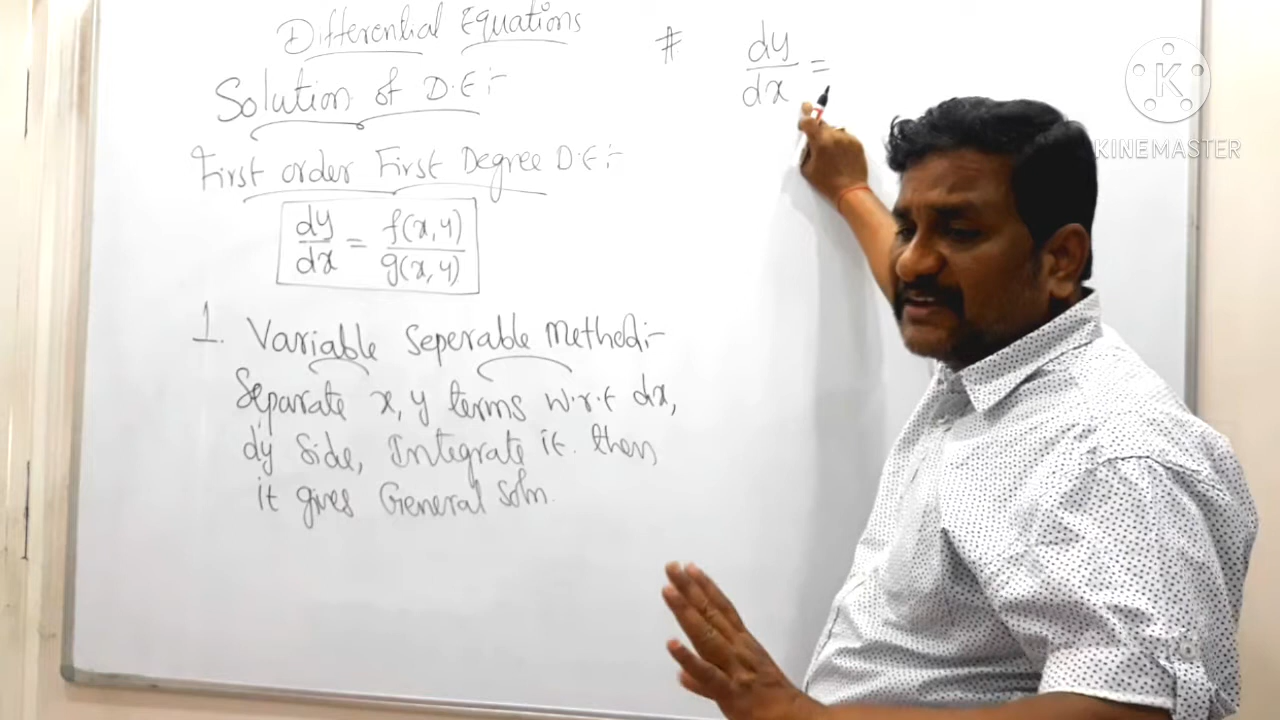 Differential Equations
Solution of D.E:-
First order First Degree D.E:-
dy/dx = f(x,y)/g(x,y)
1. Variable Seperable Method:-
Separate x, y terms w.r.t dx,
dy side, Integrate it. then
it gives General Soln.
# dy/dx =
K
KINEMASTER